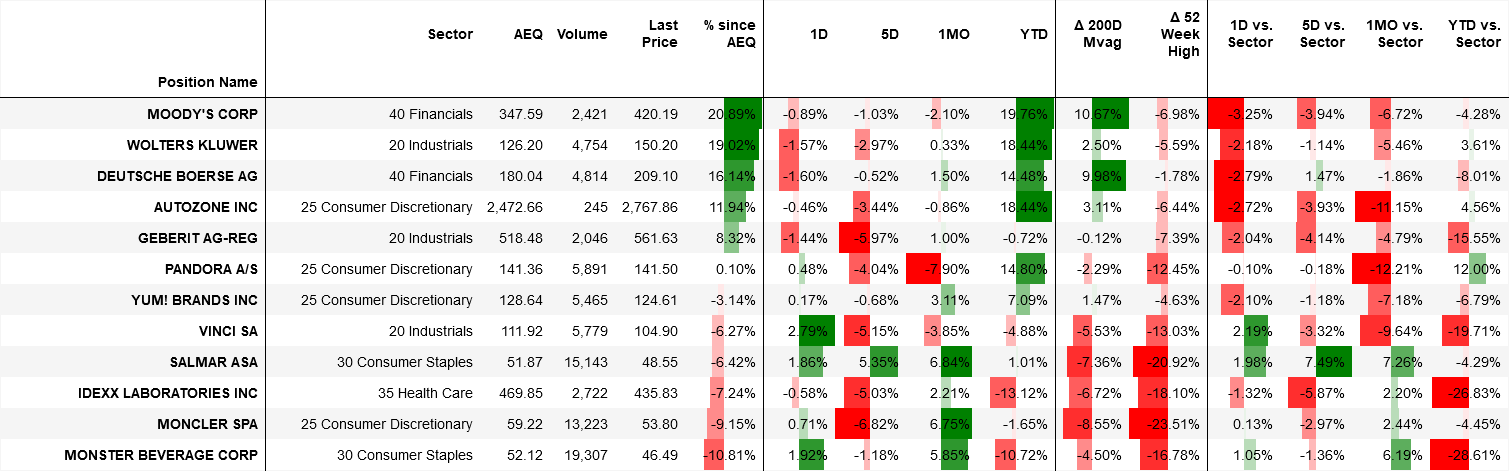 Position Name Sector AEQ Volume Last Price % since AEQ 1D 5D 1MO YTD Δ 200D Mvag Δ 52 Week High 1D vs. Sector 5D vs. Sector 1MO vs. Sector YTD vs. Sector
MOODY'S CORP 40 Financials 347.59 2,421 420.19 20.89% -0.89% -1.03% -2.10% 19.76% 10.67% -6.98% -3.25% -3.94% -6.72% -4.28%
WOLTERS KLUWER 20 Industrials 126.20 4,754 150.20 19.02% -1.57% -2.97% 0.33% 18.44% 2.50% -5.59% -2.18% -1.14% -5.46% 3.61%
DEUTSCHE BOERSE AG 40 Financials 180.04 4,814 209.10 16.14% -1.60% -0.52% 1.50% 14.48% 9.98% -1.78% -2.79% 1.47% -1.86% -8.01%
AUTOZONE INC 25 Consumer Discretionary 2,472.66 245 2,767.86 11.94% -0.46% -3.44% -0.86% 18.44% 3.11% -6.44% -2.72% -3.93% -11.15% 4.56%
GEBERIT AG-REG 20 Industrials 518.48 2,046 561.63 8.32% -1.44% -5.97% 1.00% -0.72% -0.12% -7.39% -2.04% -4.14% -4.79% -15.55%
PANDORA A/S 25 Consumer Discretionary 141.36 5,891 141.50 0.10% 0.48% -4.04% -7.90% 14.80% -2.29% -12.45% -0.10% -0.18% -12.21% 12.00%
YUM! BRANDS INC 25 Consumer Discretionary 128.64 5,465 124.61 -3.14% 0.17% -0.68% 3.11% 7.09% 1.47% -4.63% -2.10% -1.18% -7.18% -6.79%
VINCI SA 20 Industrials 111.92 5,779 104.90 -6.27% 2.79% -5.15% -3.85% -4.88% -5.53% -13.03% 2.19% -3.32% -9.64% -19.71%
SALMAR ASA 30 Consumer Staples 51.87 15,143 48.55 -6.42% 1.86% 5.35% 6.84% 1.01% -7.36% -20.92% 1.98% 7.49% 7.26% -4.29%
IDEXX LABORATORIES INC 35 Health Care 469.85 2,722 435.83 -7.24% -0.58% -5.03% 2.21% -13.12% -6.72% -18.10% -1.32% -5.87% 2.20% -26.83%
MONCLER SPA 25 Consumer Discretionary 59.22 13,223 53.80 -9.15% 0.71% -6.82% 6.75% -1.65% -8.55% -23.51% 0.13% -2.97% 2.44% -4.45%
MONSTER BEVERAGE CORP 30 Consumer Staples 52.12 19,307 46.49 -10.81% 1.92% -1.18% 5.85% -10.72% -4.50% -16.78% 1.05% -1.36% 6.19% -28.61%